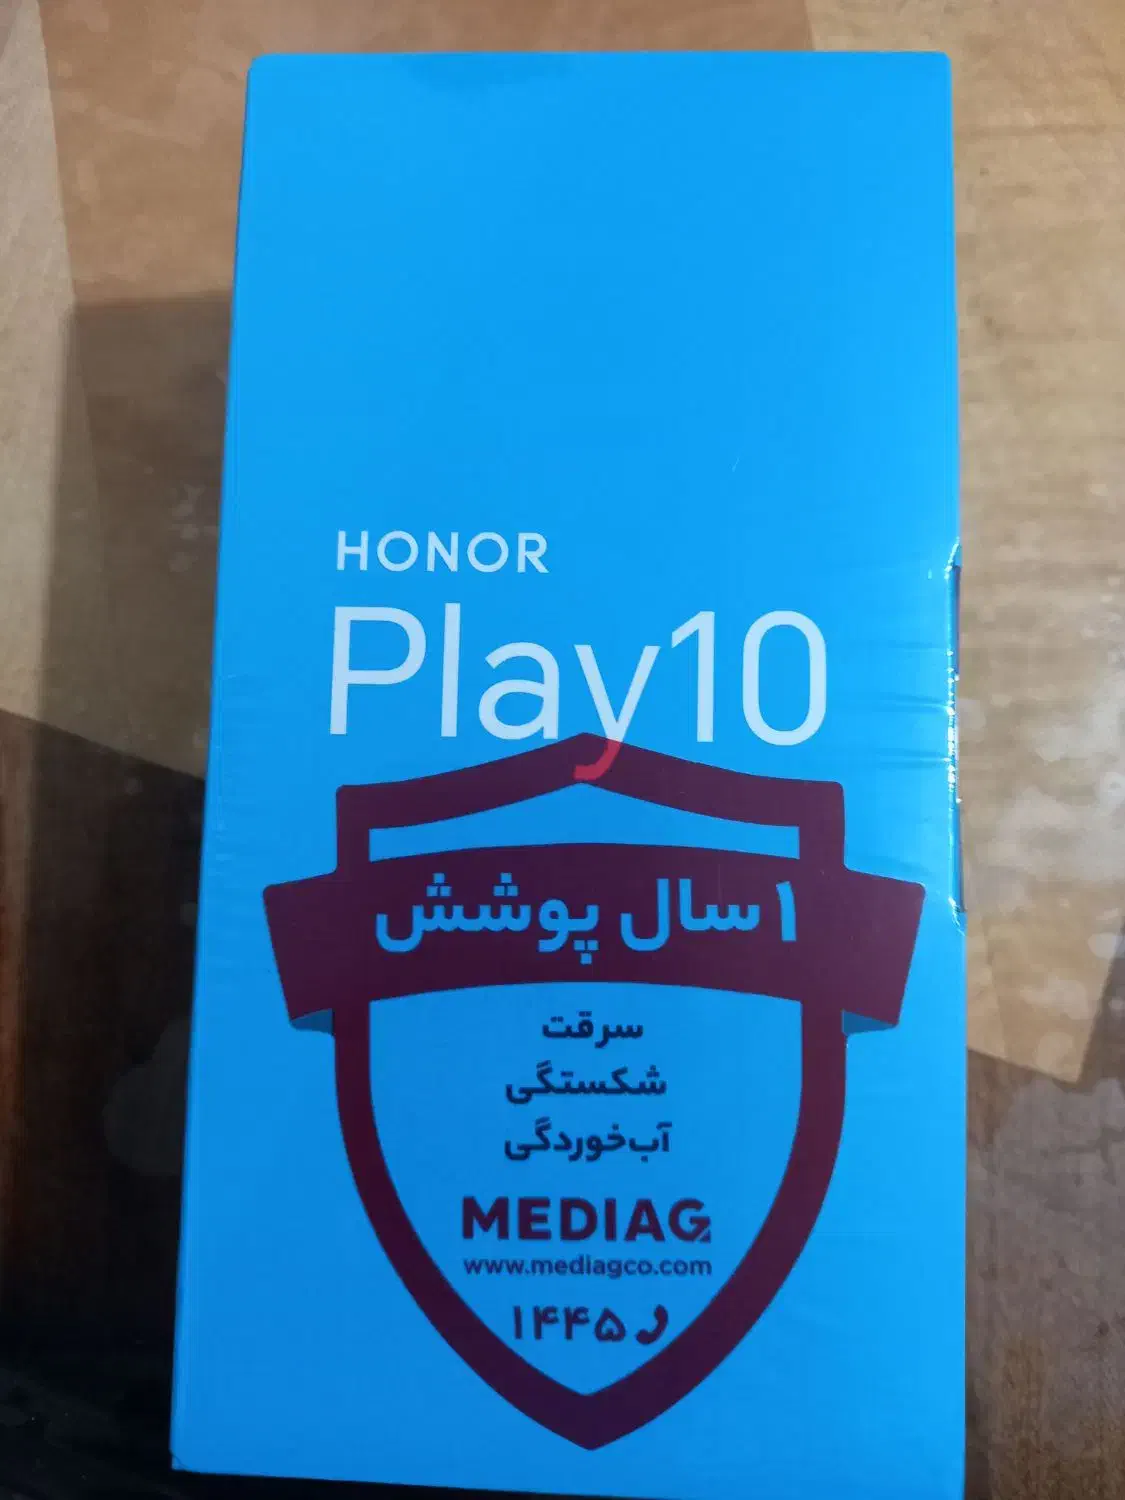 HONOR
Play10
۱ سال پوشش
سرقت
شکستگی
آب‌خوردگی
MEDIAG
www.mediagco.com
۱۴۴۵